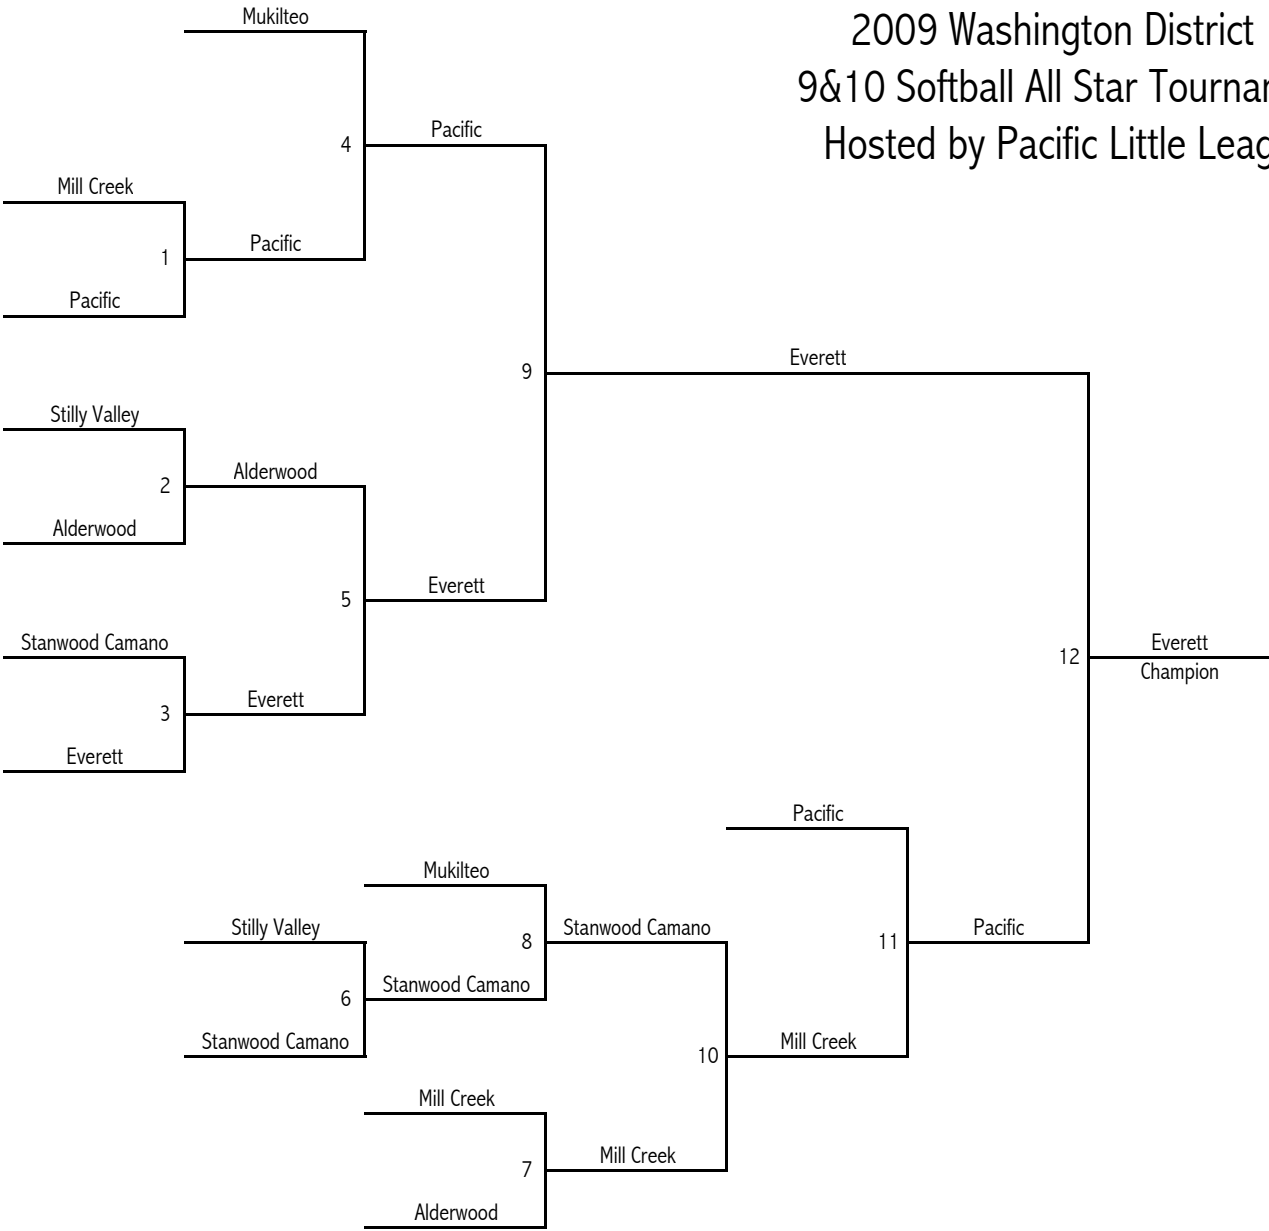 Mukilteo
2009 Washington District
9&10 Softball All Star
Hosted by Pacific Little
4
Pacific
Mill Creek
1
Pacific
Pacific
9
Everett
Stilly Valley
2
Alderwood
Alderwood
5
Everett
Stanwood Camano
12
Everett
Champion
3
Everett
Everett
Pacific
Mukilteo
Stilly Valley
8
Stanwood Camano
11
Pacific
6
Stanwood Camano
Stanwood Camano
10
Mill Creek
Mill Creek
7
Mill Creek
Alderwood